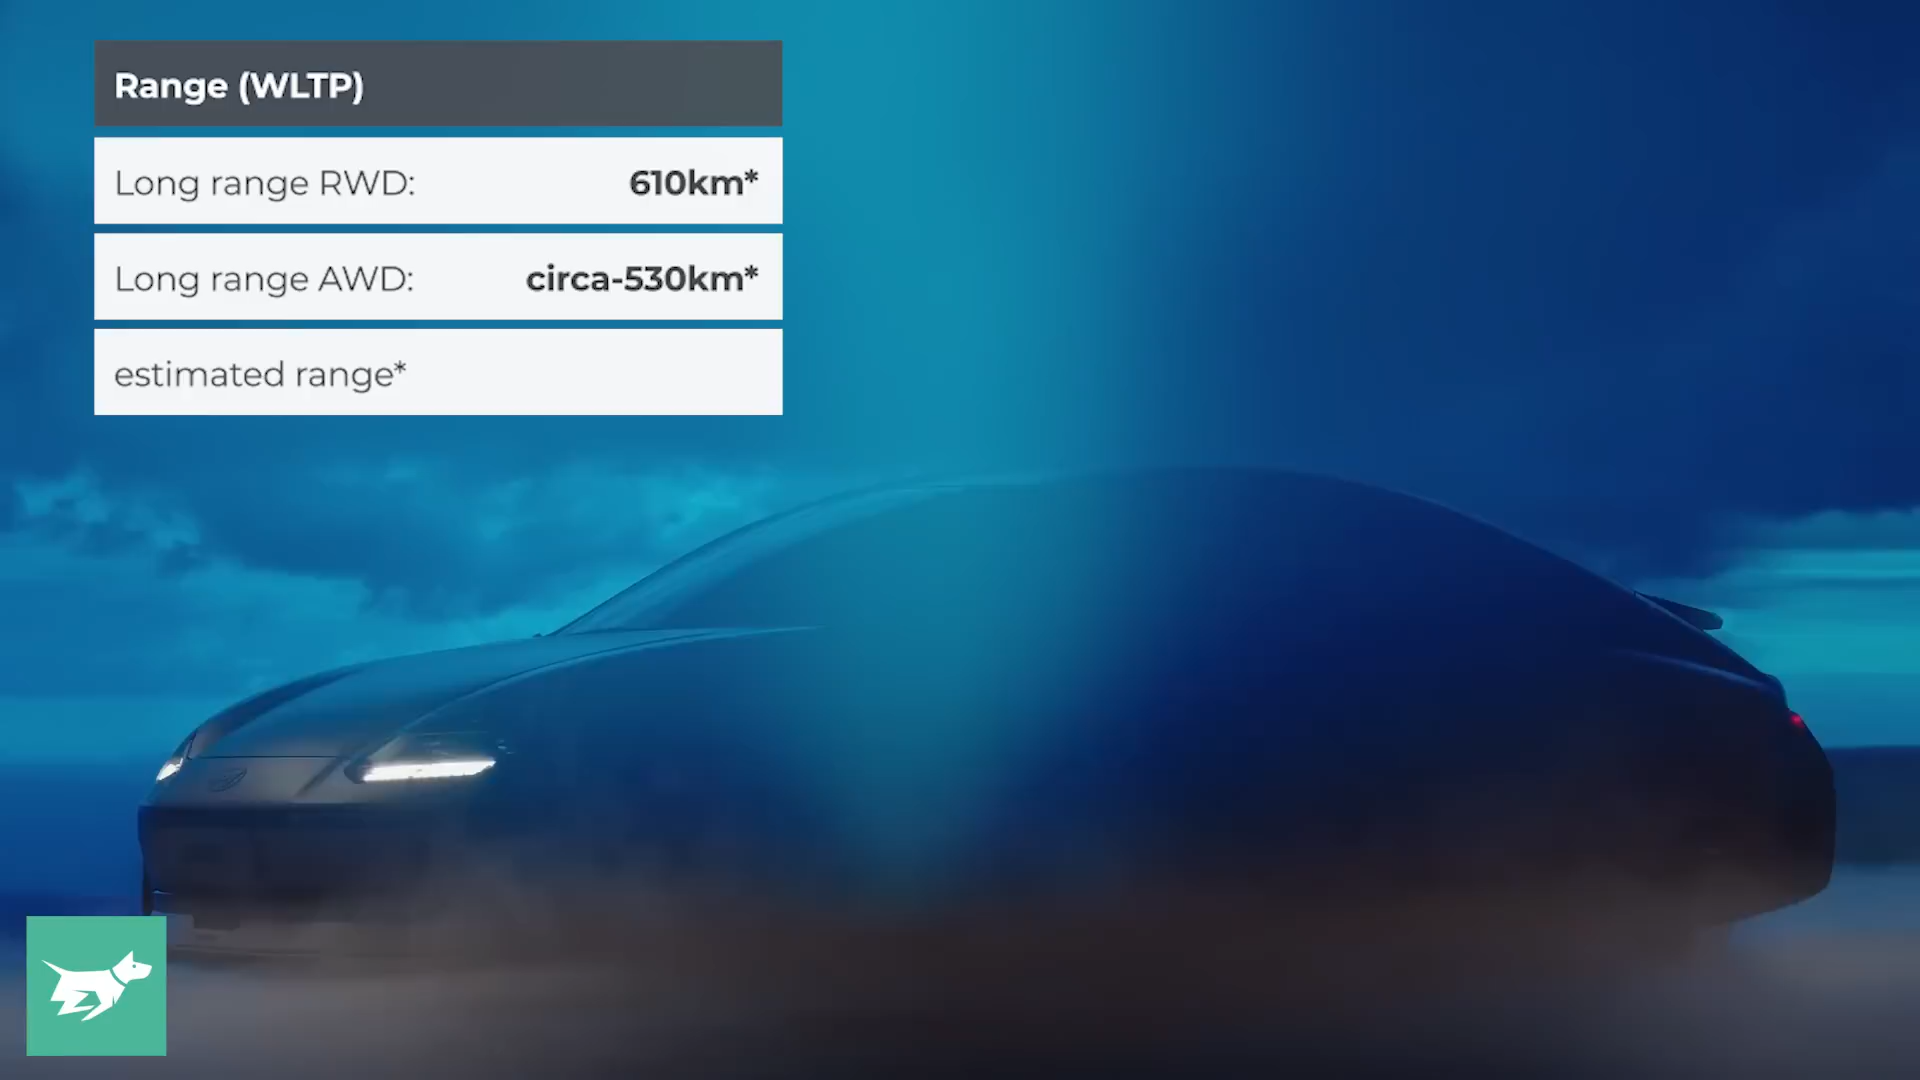 Range (WLTP)
Long range RWD: 610km*
Long range AWD: circa-530km*
estimated range*